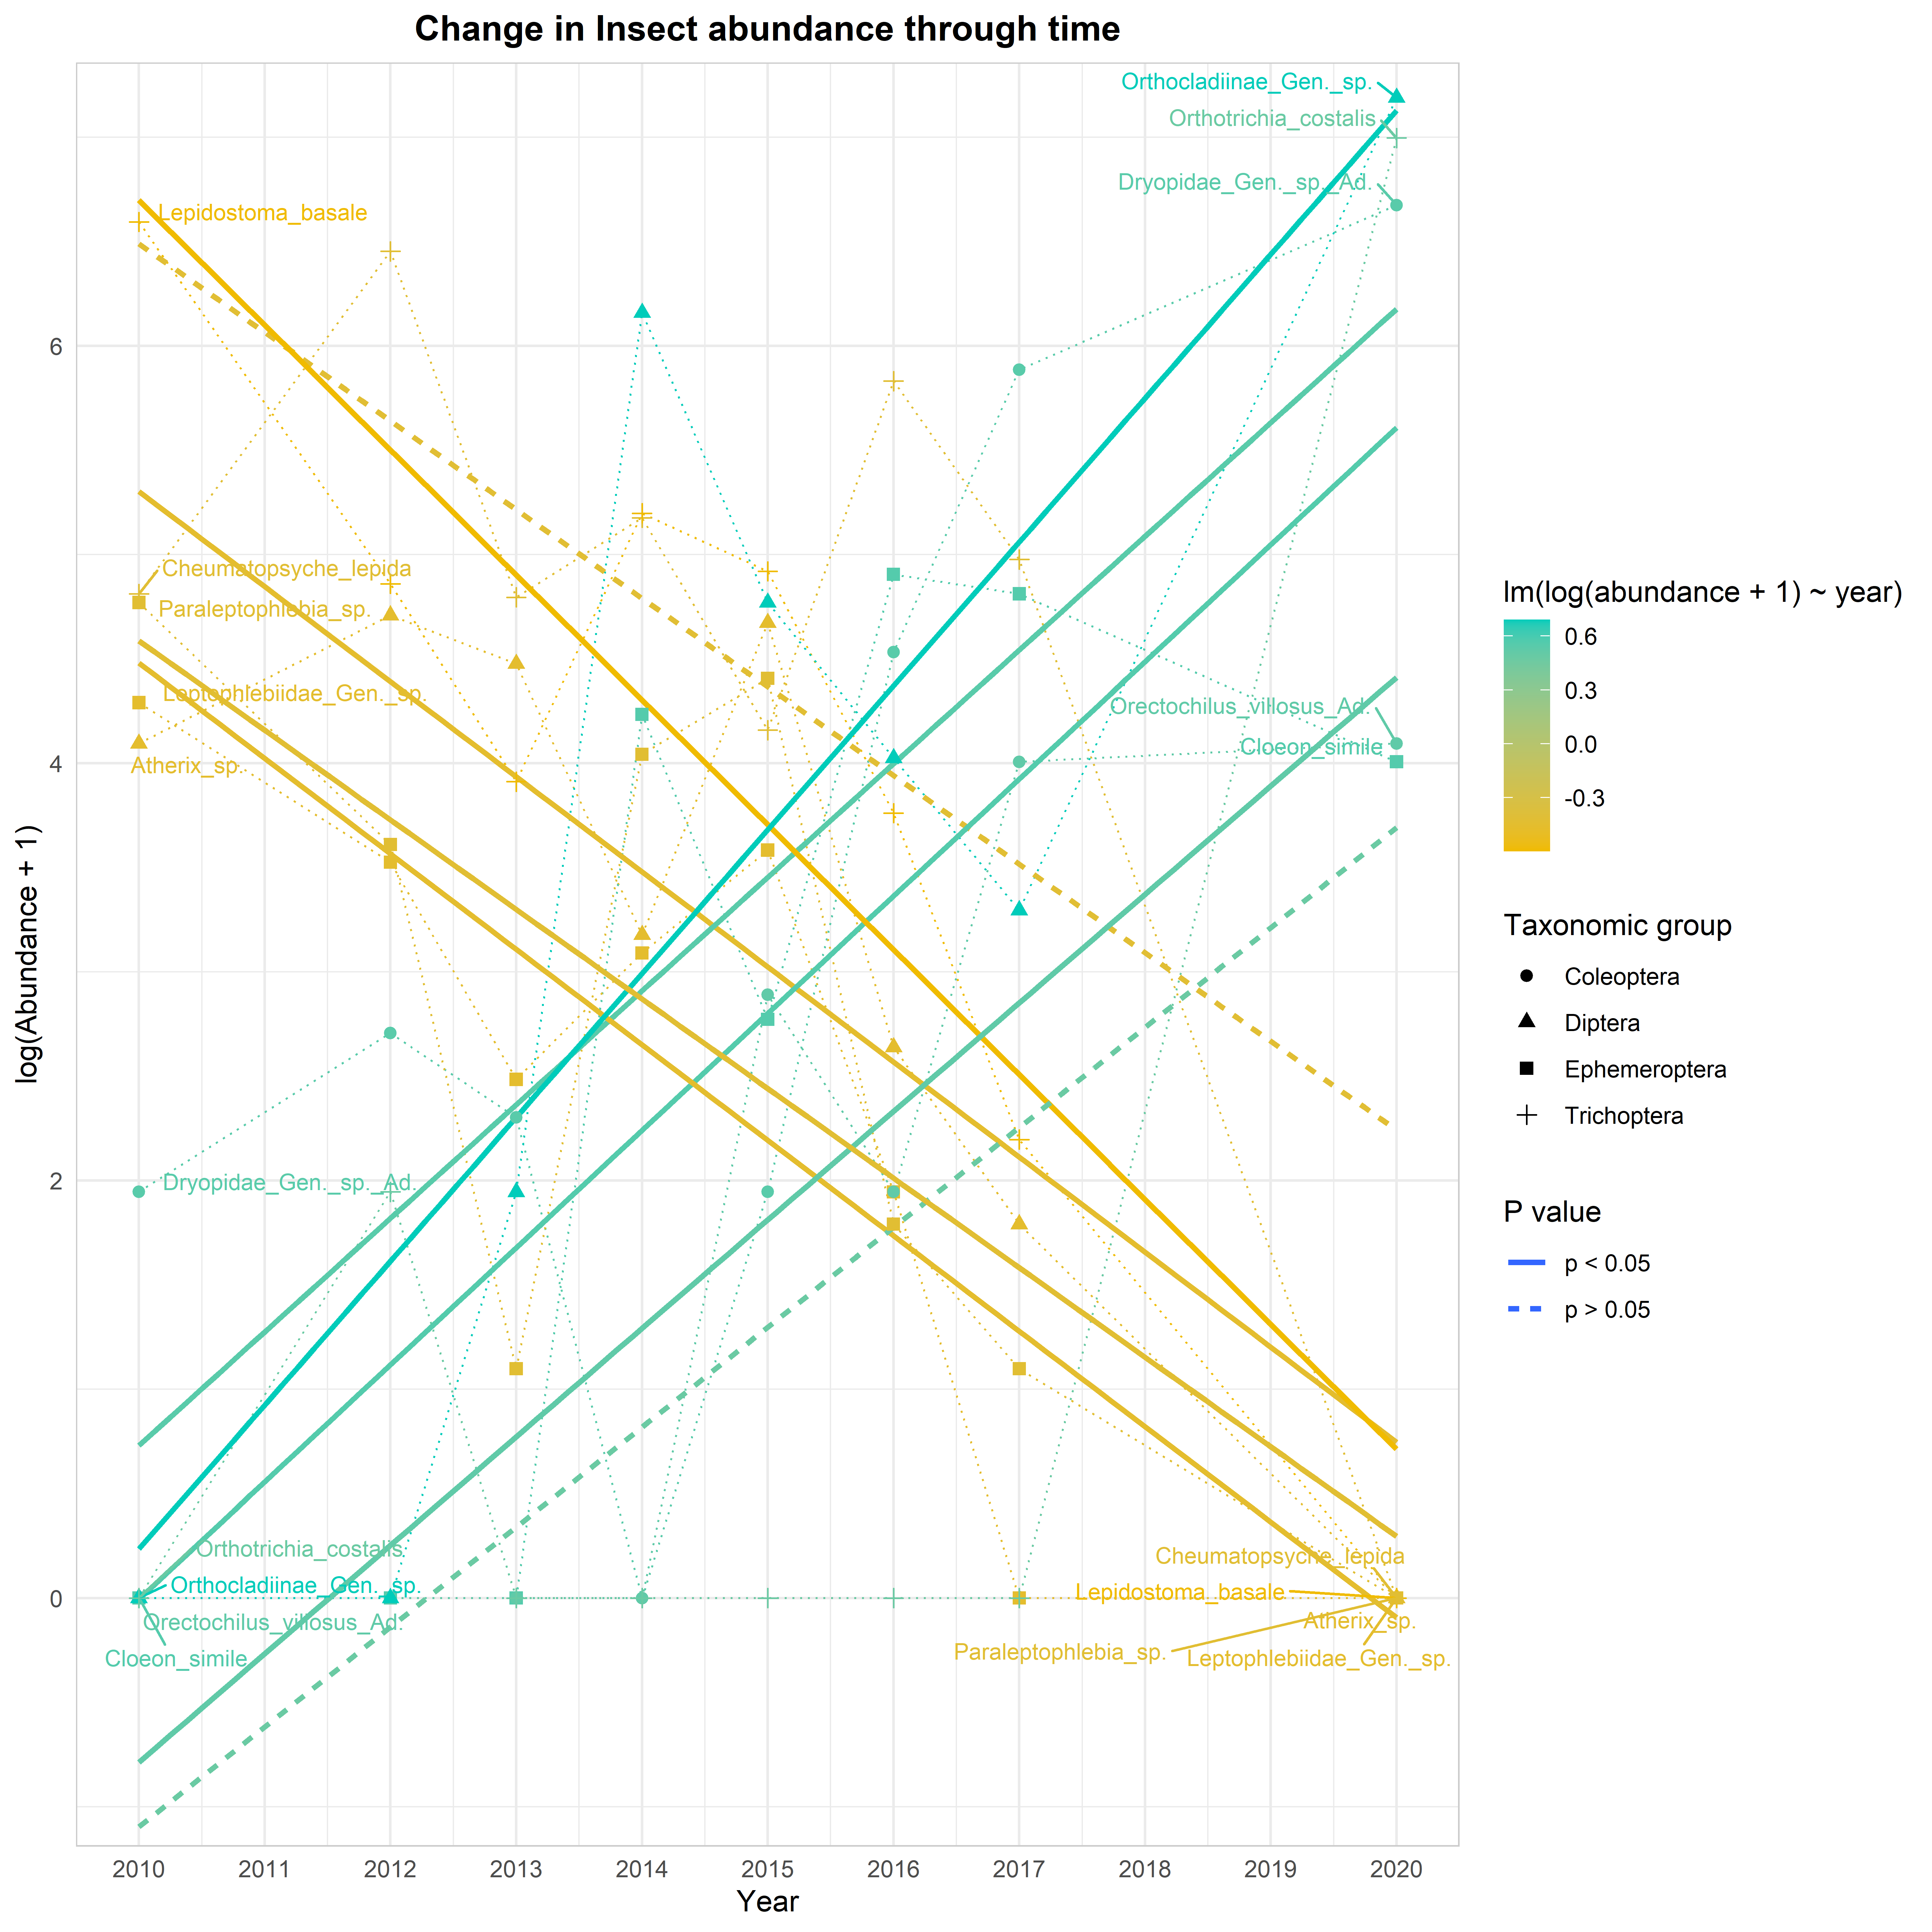 Change in Insect abundance through time
Orthocladiinae_Gen._sp.
Orthotrichia_costalis
Dryopidae_Gen._sp._Ad.
Lepidostoma_basale
6
Cheumatopsyche_lepida
Paraleptophlebia_sp.
Leptophlebiidae_Gen._sp.
Atherix_sp.
Orectochilus_villosus_Ad.
Cloeon_simile
4
log(Abundance + 1)
Dryopidae_Gen._sp._Ad.
2
Orthotrichia_costalis
Orthocladiinae_Gen._sp.
Orectochilus_villosus_Ad.
Cloeon_simile
0
Cheumatopsyche_lepida
Lepidostoma_basale
Atherix_sp.
Paraleptophlebia_sp.
Leptophlebiidae_Gen._sp.
2010 2011 2012 2013 2014 2015 2016 2017 2018 2019 2020
Year
lm(log(abundance + 1) ~ year)
0.6
0.3
0.0
-0.3
Taxonomic group
Coleoptera
Diptera
Ephemeroptera
Trichoptera
P value
p < 0.05
p > 0.05